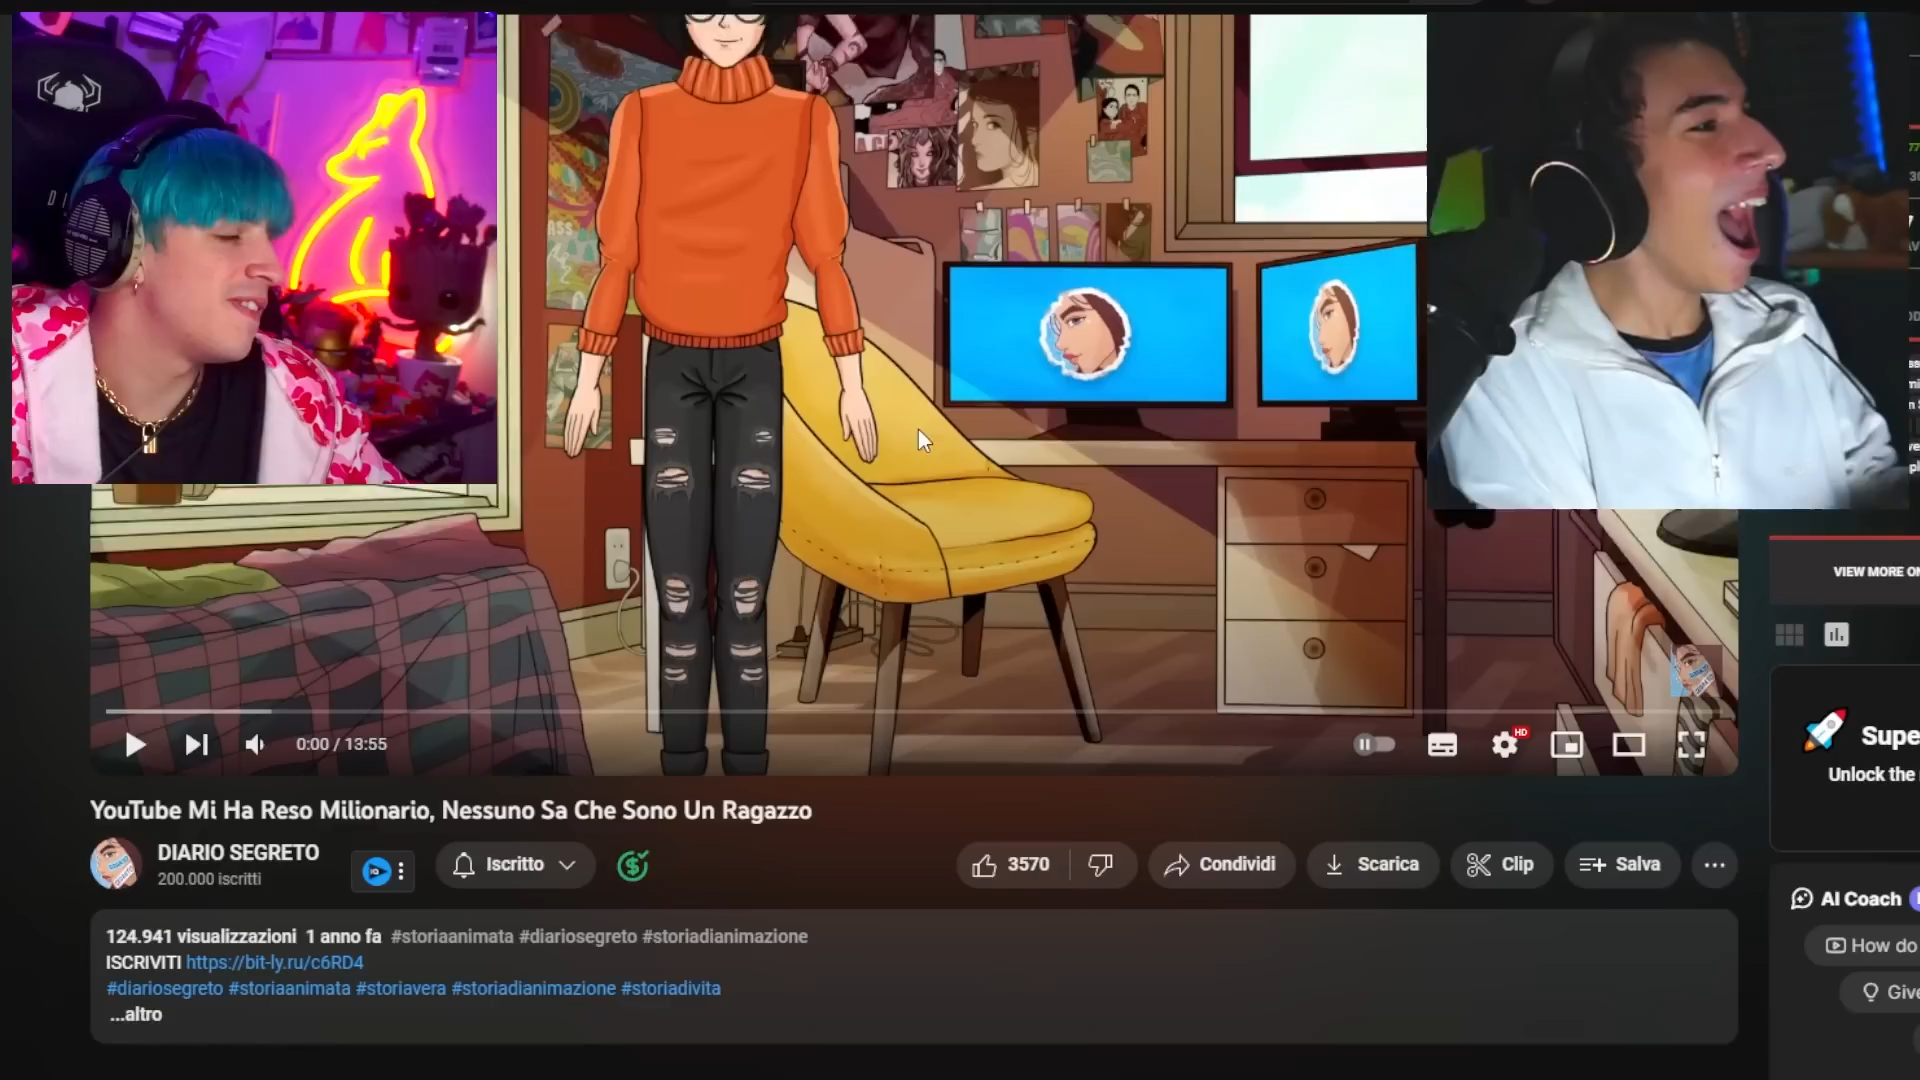 HD
0:00 / 13:55
YouTube Mi Ha Reso Milionario, Nessuno Sa Che Sono Un Ragazzo
DIARIO SEGRETO
200.000 iscritti
Iscritto
3570
Condividi
Scarica
Clip
Salva
124.941 visualizzazioni 1 anno fa #storiaanimata #diariosegreto #storiadianimazione
ISCRIVITI https://bit-ly.ru/c6RD4
#diariosegreto #storiaanimata #storiavera #storiadianimazione #storiadivita
...altro
VIEW MORE ON
Supe
Unlock the
AI Coach
How do
Give